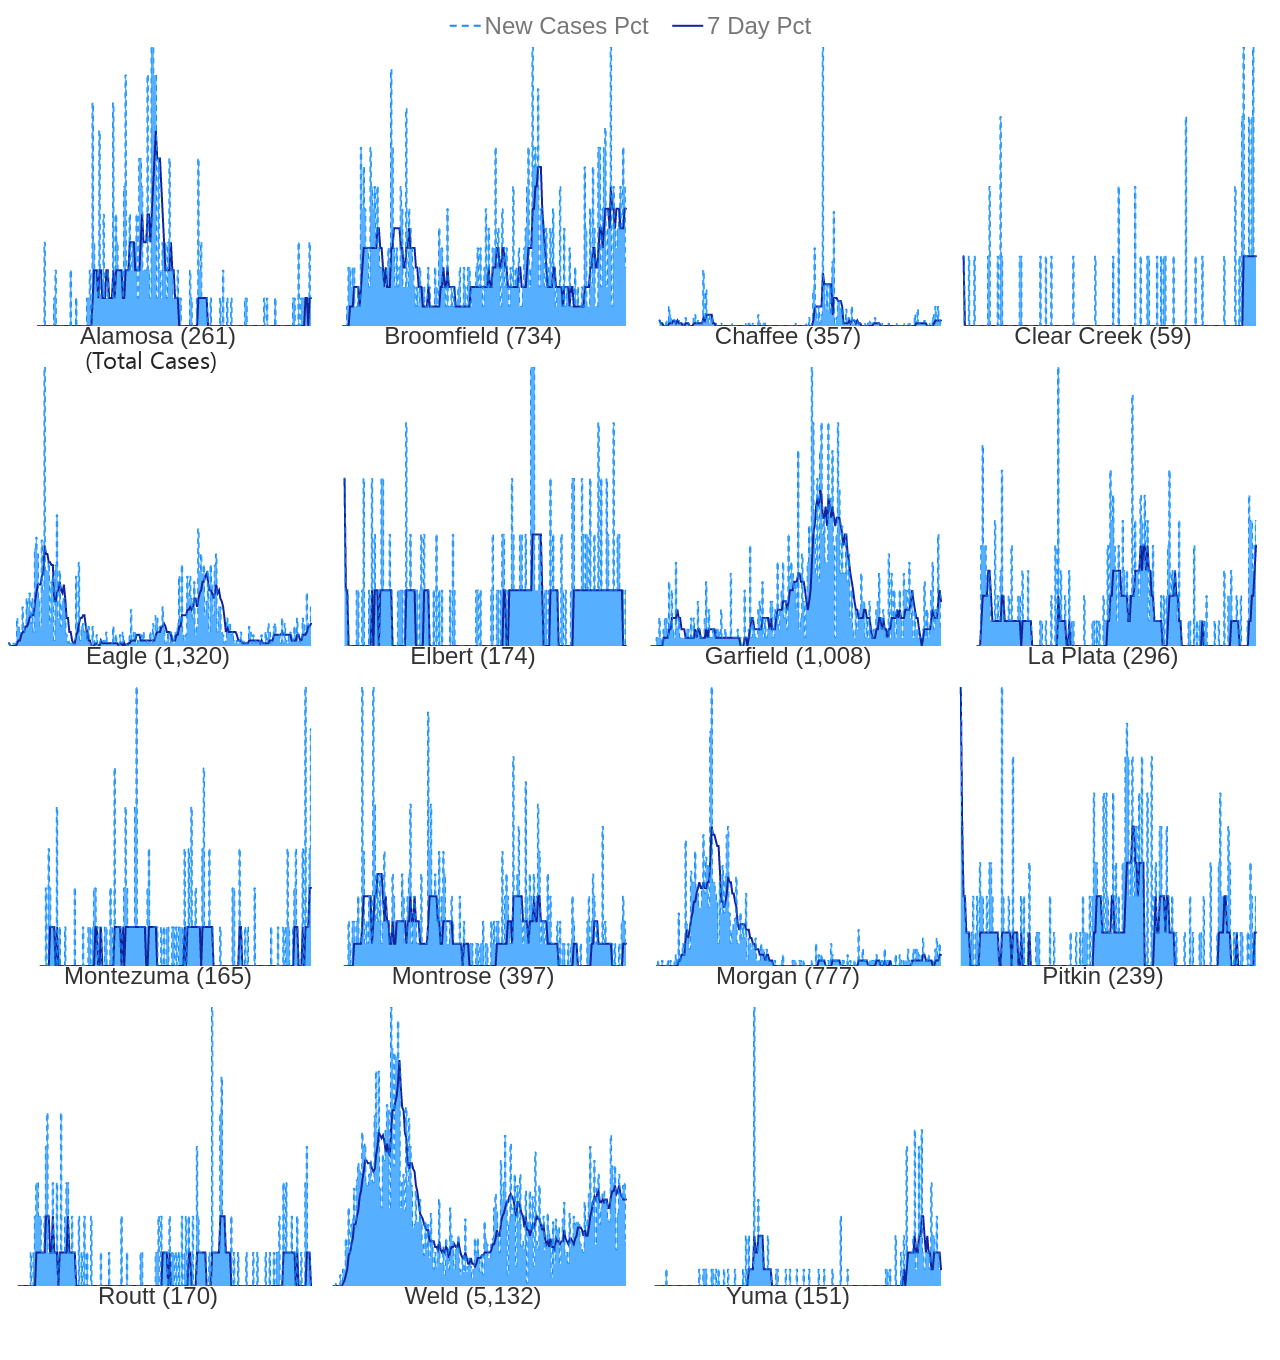 New Cases Pct 7 Day Pct
Alamosa (261) Broomfield (734) Chaffee (357) Clear Creek (59)
(Total Cases)
Eagle (1,320) Elbert (174) Garfield (1,008) La Plata (296)
Montezuma (165) Montrose (397) Morgan (777) Pitkin (239)
Routt (170) Weld (5,132) Yuma (151)